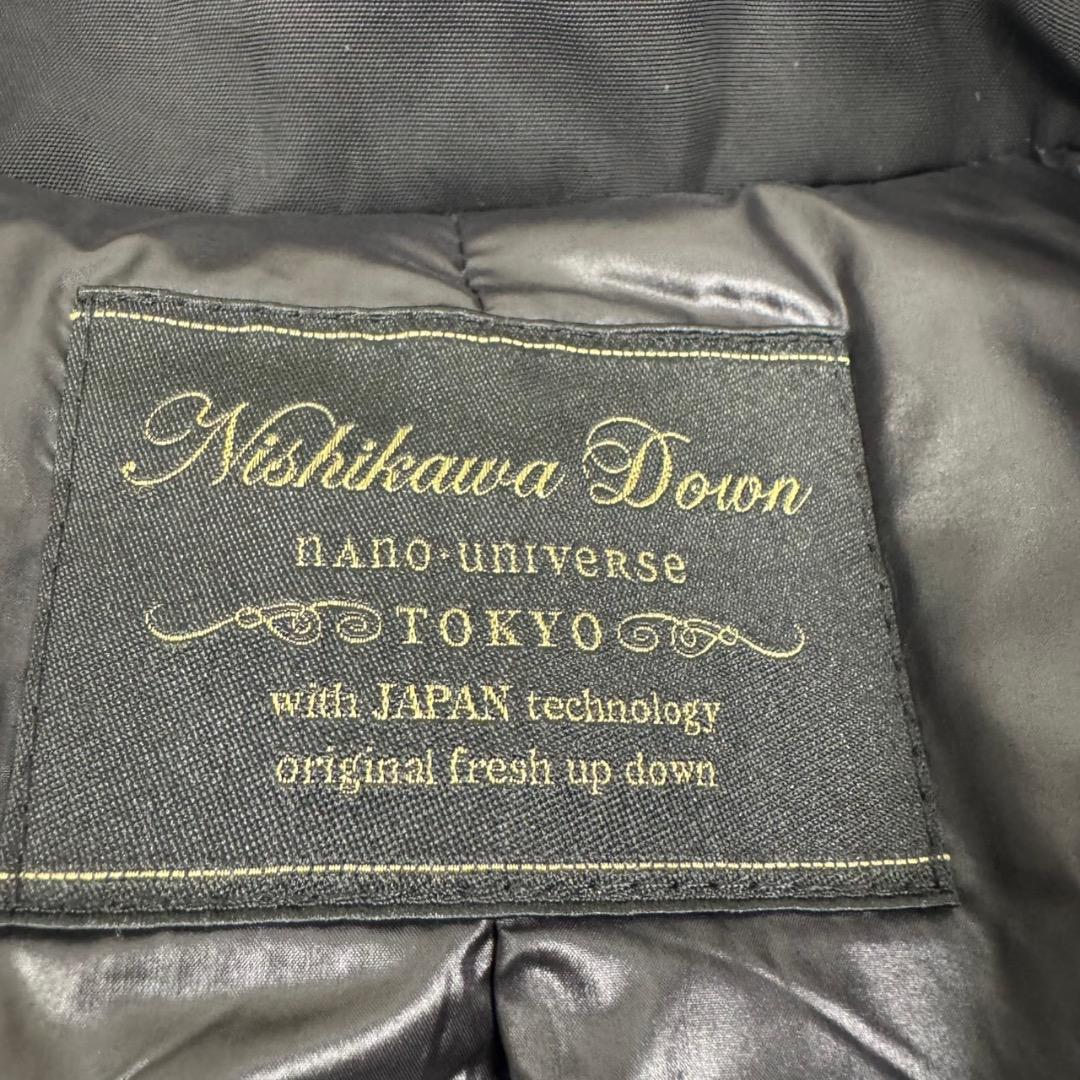 Nishikawa Down
nano·universe
TOKYO
with JAPAN technology
original fresh up down